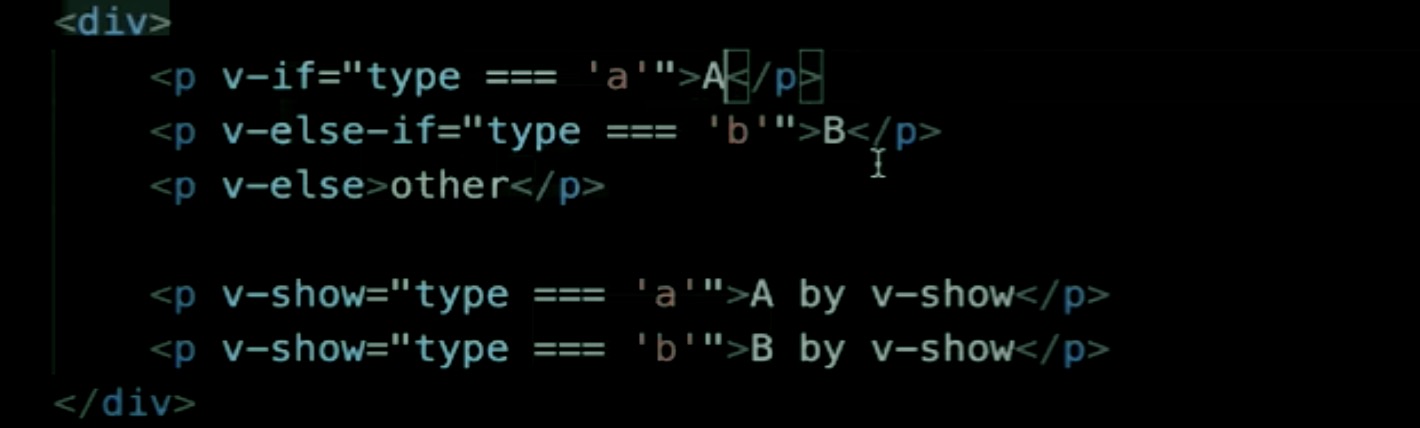 <div>
<p v-if="type === 'a'">A</p>
<p v-else-if="type === 'b'">B</p>
<p v-else>other</p>
<p v-show="type === 'a'">A by v-show</p>
<p v-show="type === 'b'">B by v-show</p>
</div>